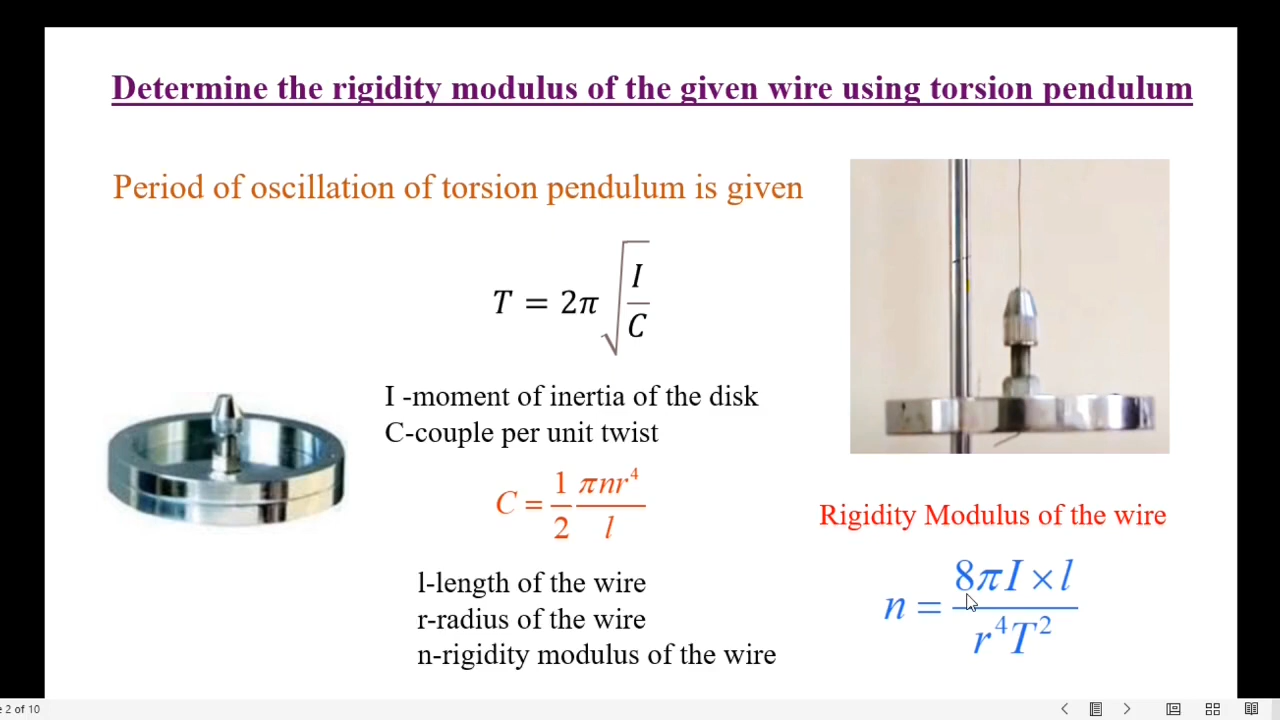 Determine the rigidity modulus of the given wire using torsion pendulum
Period of oscillation of torsion pendulum is given
T = 2π √(I/C)
I -moment of inertia of the disk
C-couple per unit twist
C = 1/2 πnr⁴/l
l-length of the wire
r-radius of the wire
n-rigidity modulus of the wire
Rigidity Modulus of the wire
n = 8πI × l / r⁴T²
2 of 10